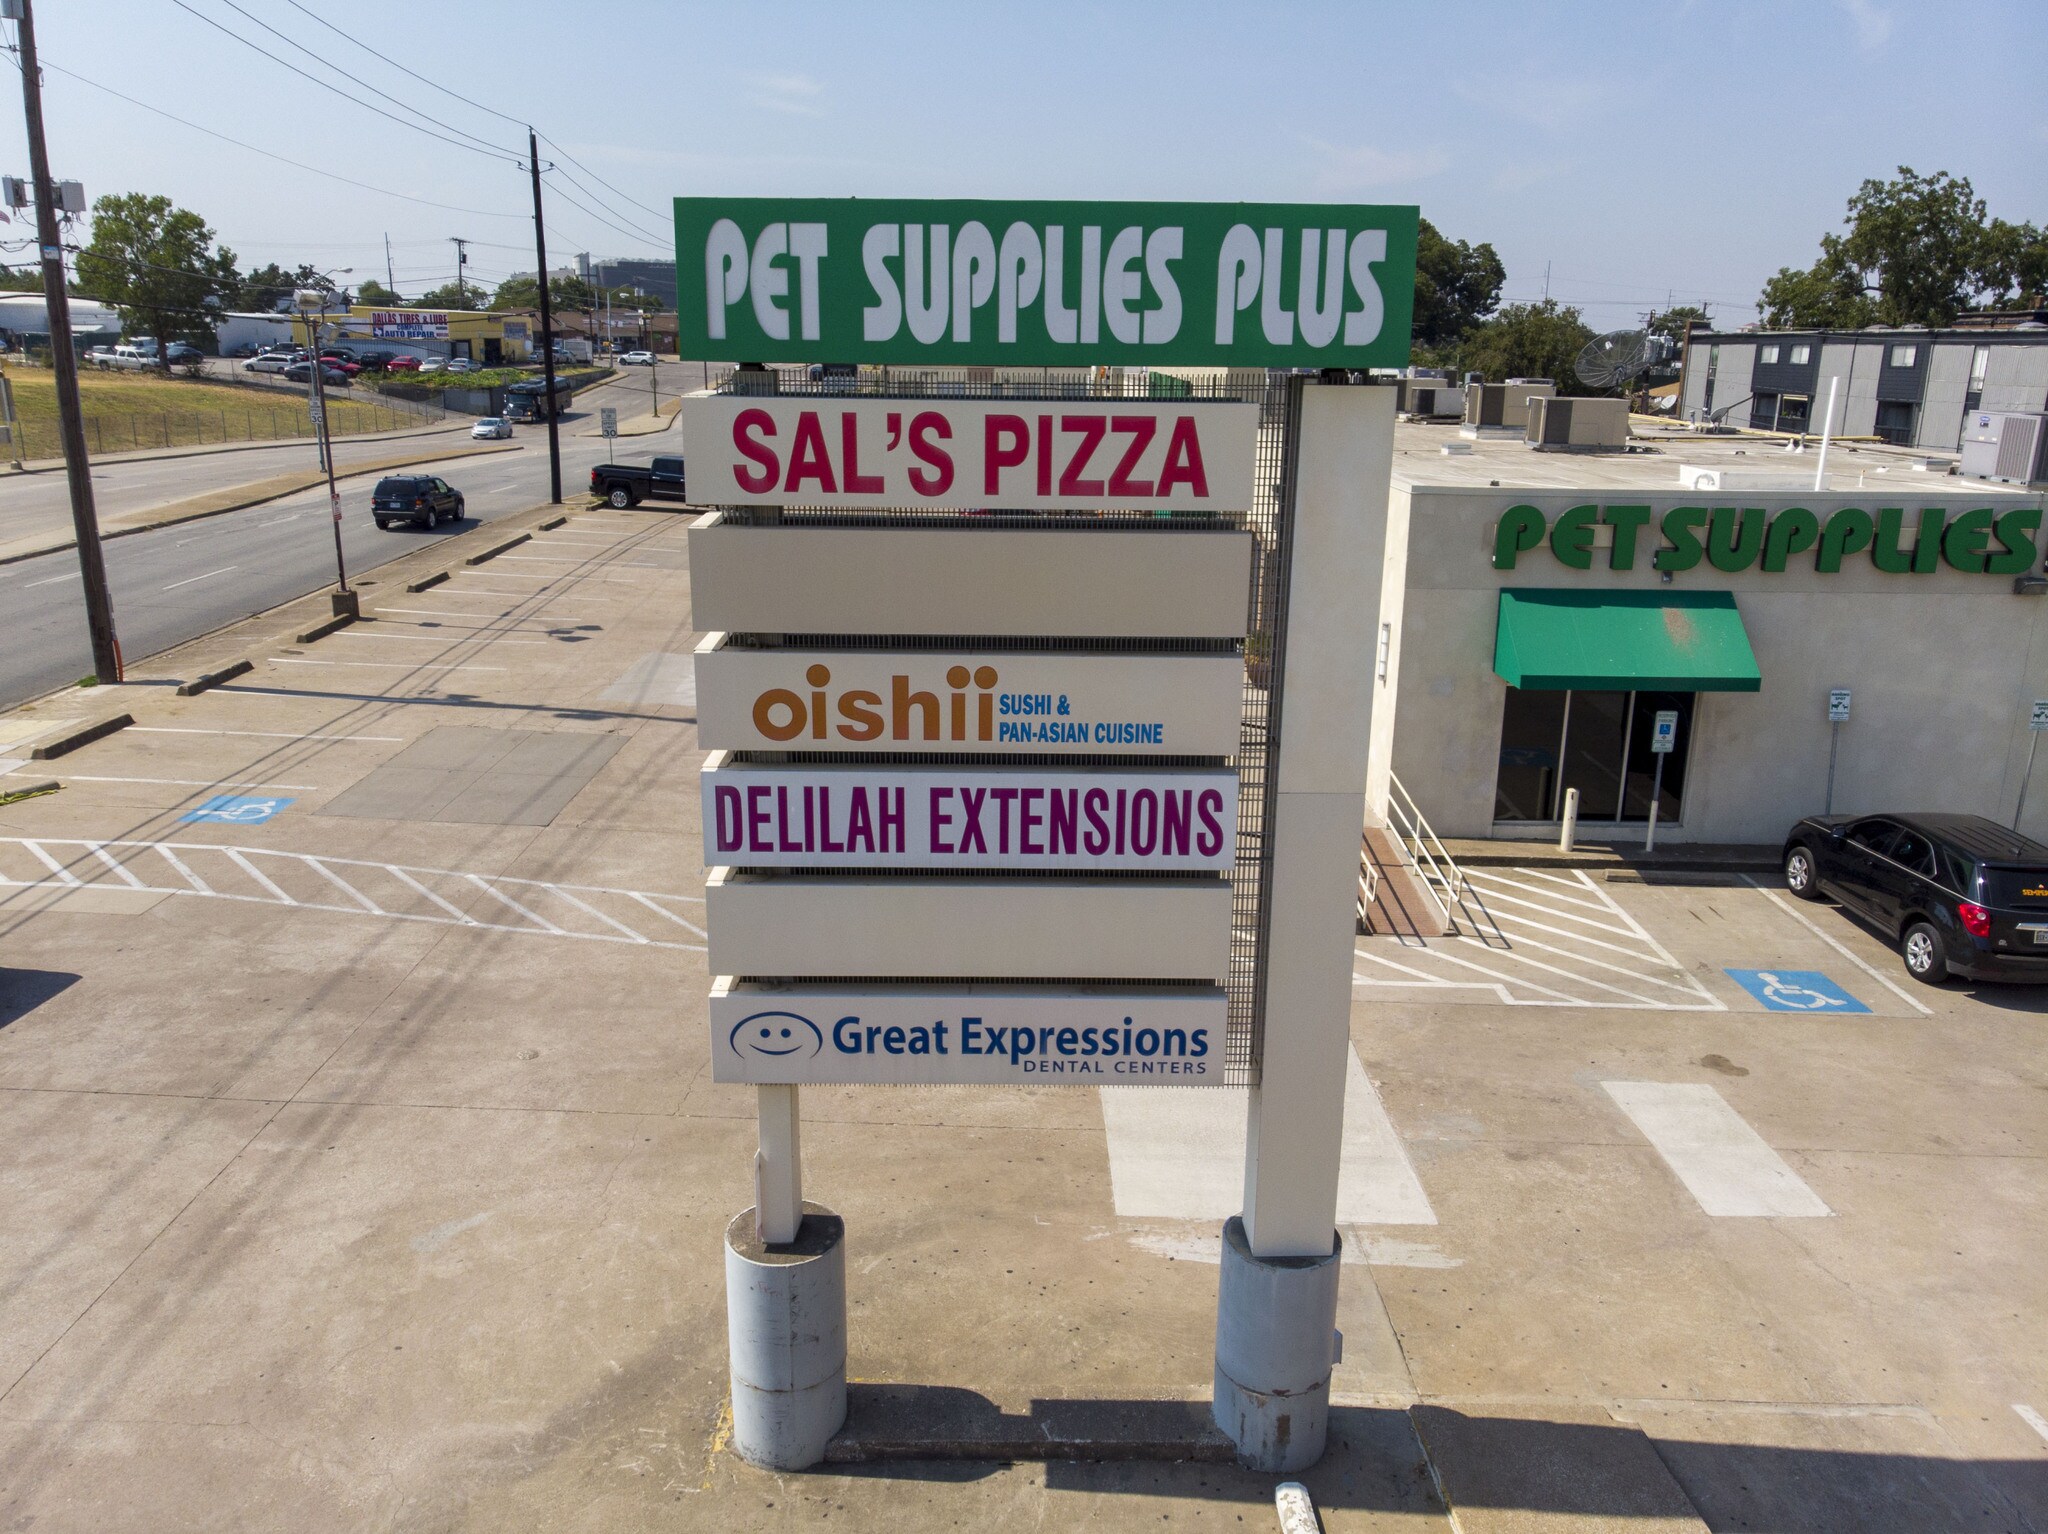 PET SUPPLIES PLUS
SAL'S PIZZA
oishii
SUSHI &
PAN-ASIAN CUISINE
DELILAH EXTENSIONS
Great Expressions
DENTAL CENTERS
DALLAS TIRES & LUBE
COMPLETE
AUTO REPAIR
30
PET SUPPLIES